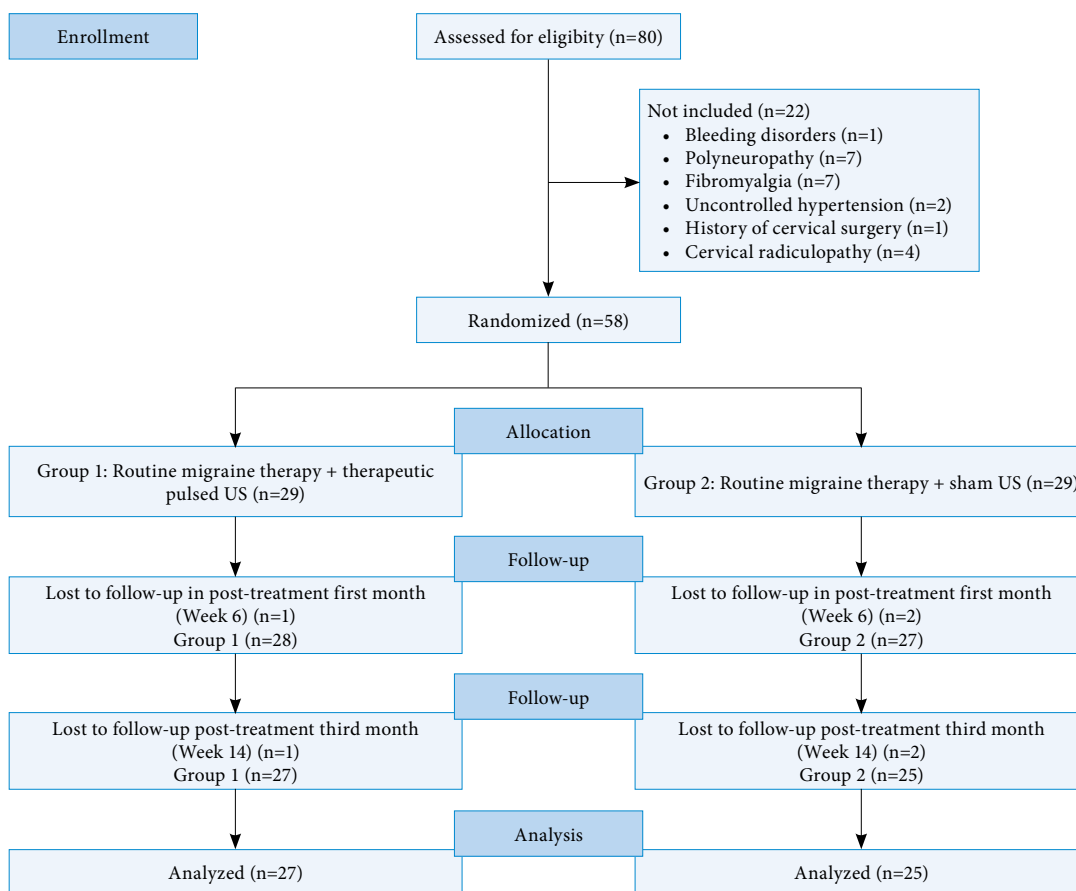 Enrollment
Assessed for eligibity (n=80)
Not included (n=22)
• Bleeding disorders (n=1)
• Polyneuropathy (n=7)
• Fibromyalgia (n=7)
• Uncontrolled hypertension (n=2)
• History of cervical surgery (n=1)
• Cervical radiculopathy (n=4)
Randomized (n=58)
Allocation
Group 1: Routine migraine therapy + therapeutic
pulsed US (n=29)
Group 2: Routine migraine therapy + sham US (n=29)
Follow-up
Lost to follow-up in post-treatment first month
(Week 6) (n=1)
Group 1 (n=28)
Lost to follow-up in post-treatment first month
(Week 6) (n=2)
Group 2 (n=27)
Follow-up
Lost to follow-up post-treatment third month
(Week 14) (n=1)
Group 1 (n=27)
Lost to follow-up post-treatment third month
(Week 14) (n=2)
Group 2 (n=25)
Analysis
Analyzed (n=27)
Analyzed (n=25)